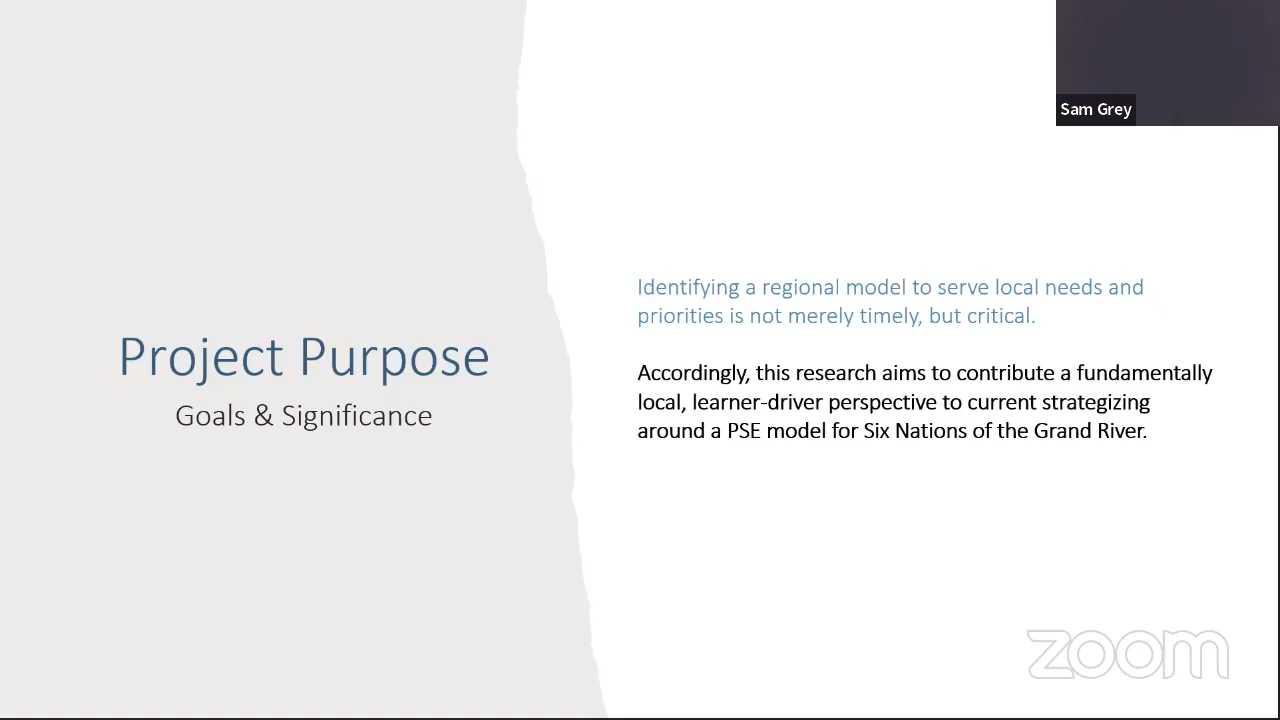 Sam Grey
Project Purpose
Goals & Significance
Identifying a regional model to serve local needs and
priorities is not merely timely, but critical.
Accordingly, this research aims to contribute a fundamentally
local, learner-driver perspective to current strategizing
around a PSE model for Six Nations of the Grand River.
zoom